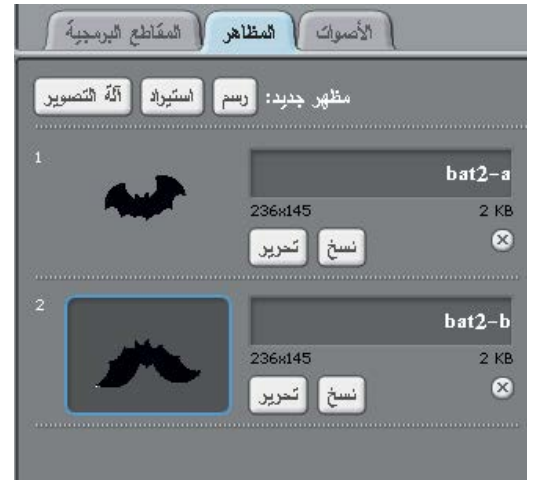 المقاطع البرمجية المظاهر الأصوات
مظهر جديد: رسم استيراد آلة التصوير
1
bat2-a
236x145 2 KB
نسخ تحرير
2
bat2-b
236x145 2 KB
نسخ تحرير